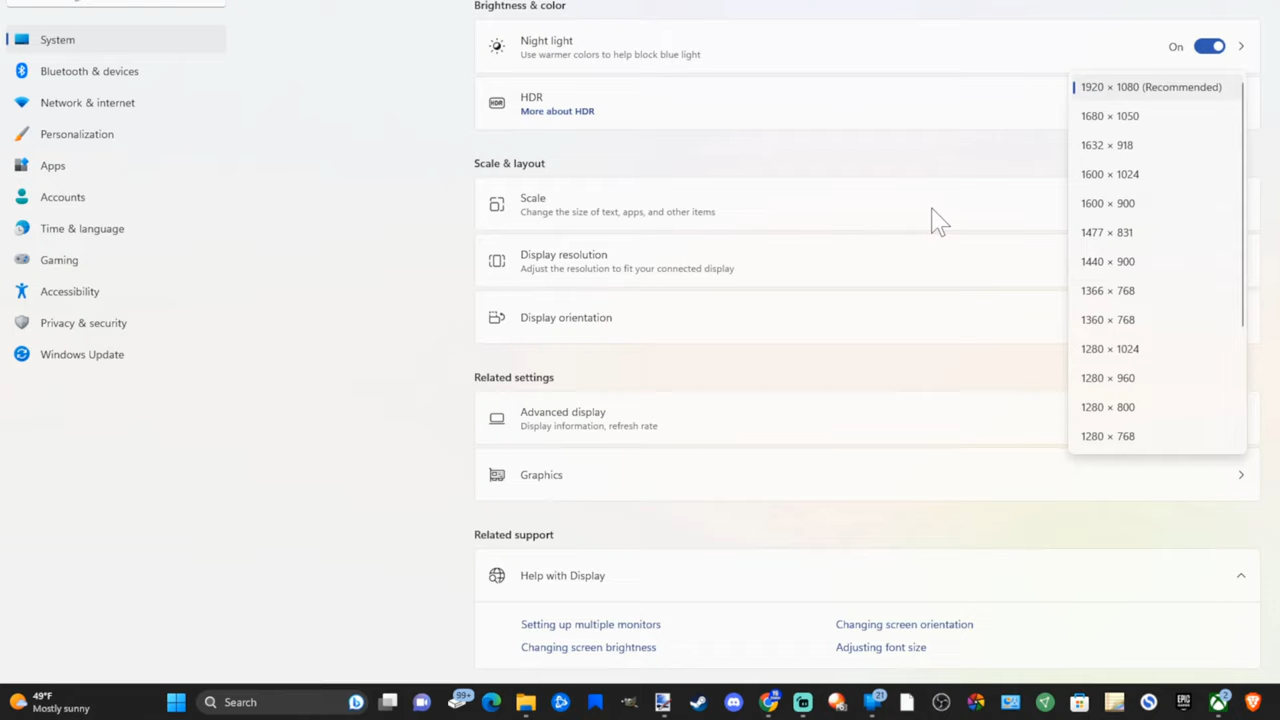 Brightness & color
System
Night light
Use warmer colors to help block blue light
On
Bluetooth & devices
HDR
HDR
More about HDR
1920 × 1080 (Recommended)
Network & internet
1680 × 1050
Personalization
1632 × 918
Scale & layout
Apps
1600 × 1024
Accounts
Scale
Change the size of text, apps, and other items
1600 × 900
Time & language
1477 × 831
Gaming
Display resolution
Adjust the resolution to fit your connected display
1440 × 900
Accessibility
1366 × 768
Privacy & security
Display orientation
1360 × 768
Windows Update
1280 × 1024
Related settings
1280 × 960
Advanced display
Display information, refresh rate
1280 × 800
1280 × 768
Graphics
Related support
Help with Display
Setting up multiple monitors
Changing screen orientation
Changing screen brightness
Adjusting font size
49°F
Mostly sunny
Search
99+
21
2